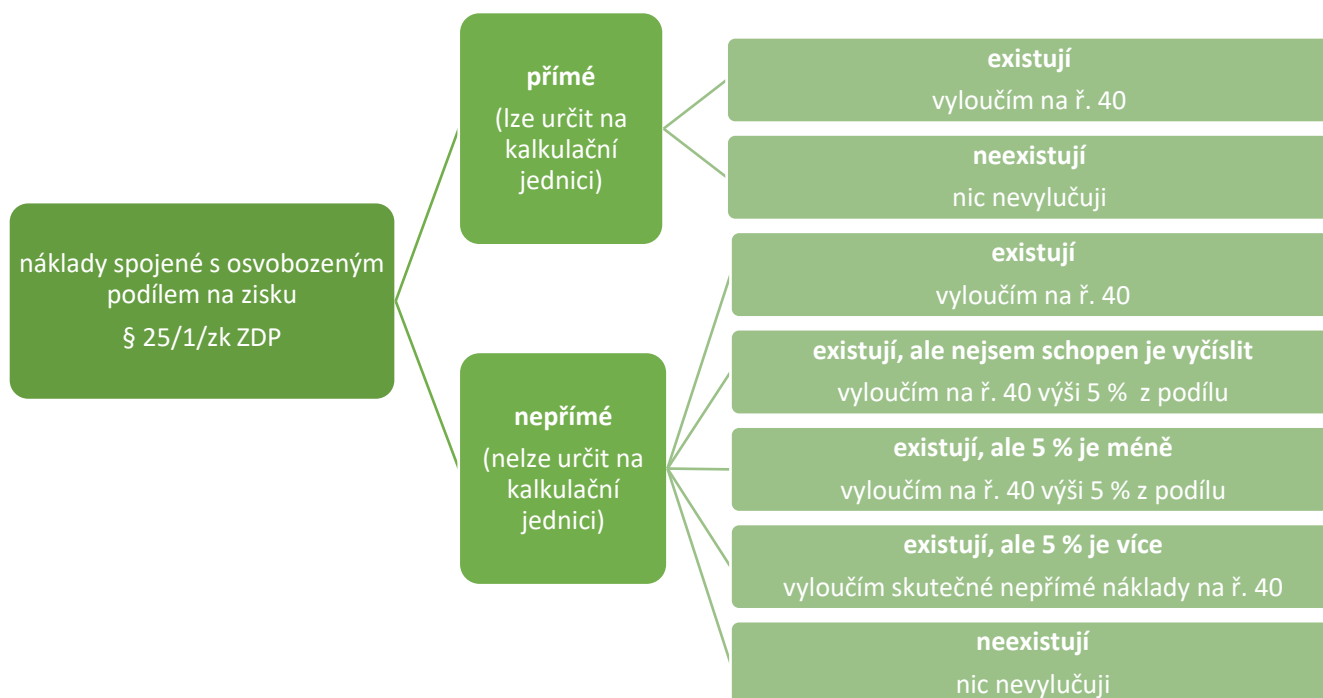 náklady spojené s osvobozeným
podílem na zisku
§ 25/1/zk ZDP
přímé
(lze určit na
kalkulační
jednici)
existují
vyloučím na ř. 40
neexistují
nic nevylučuji
nepřímé
(nelze určit na
kalkulační
jednici)
existují
vyloučím na ř. 40
existují, ale nejsem schopen je vyčíslit
vyloučím na ř. 40 výši 5 % z podílu
existují, ale 5 % je méně
vyloučím na ř. 40 výši 5 % z podílu
existují, ale 5 % je více
vyloučím skutečné nepřímé náklady na ř. 40
neexistují
nic nevylučuji